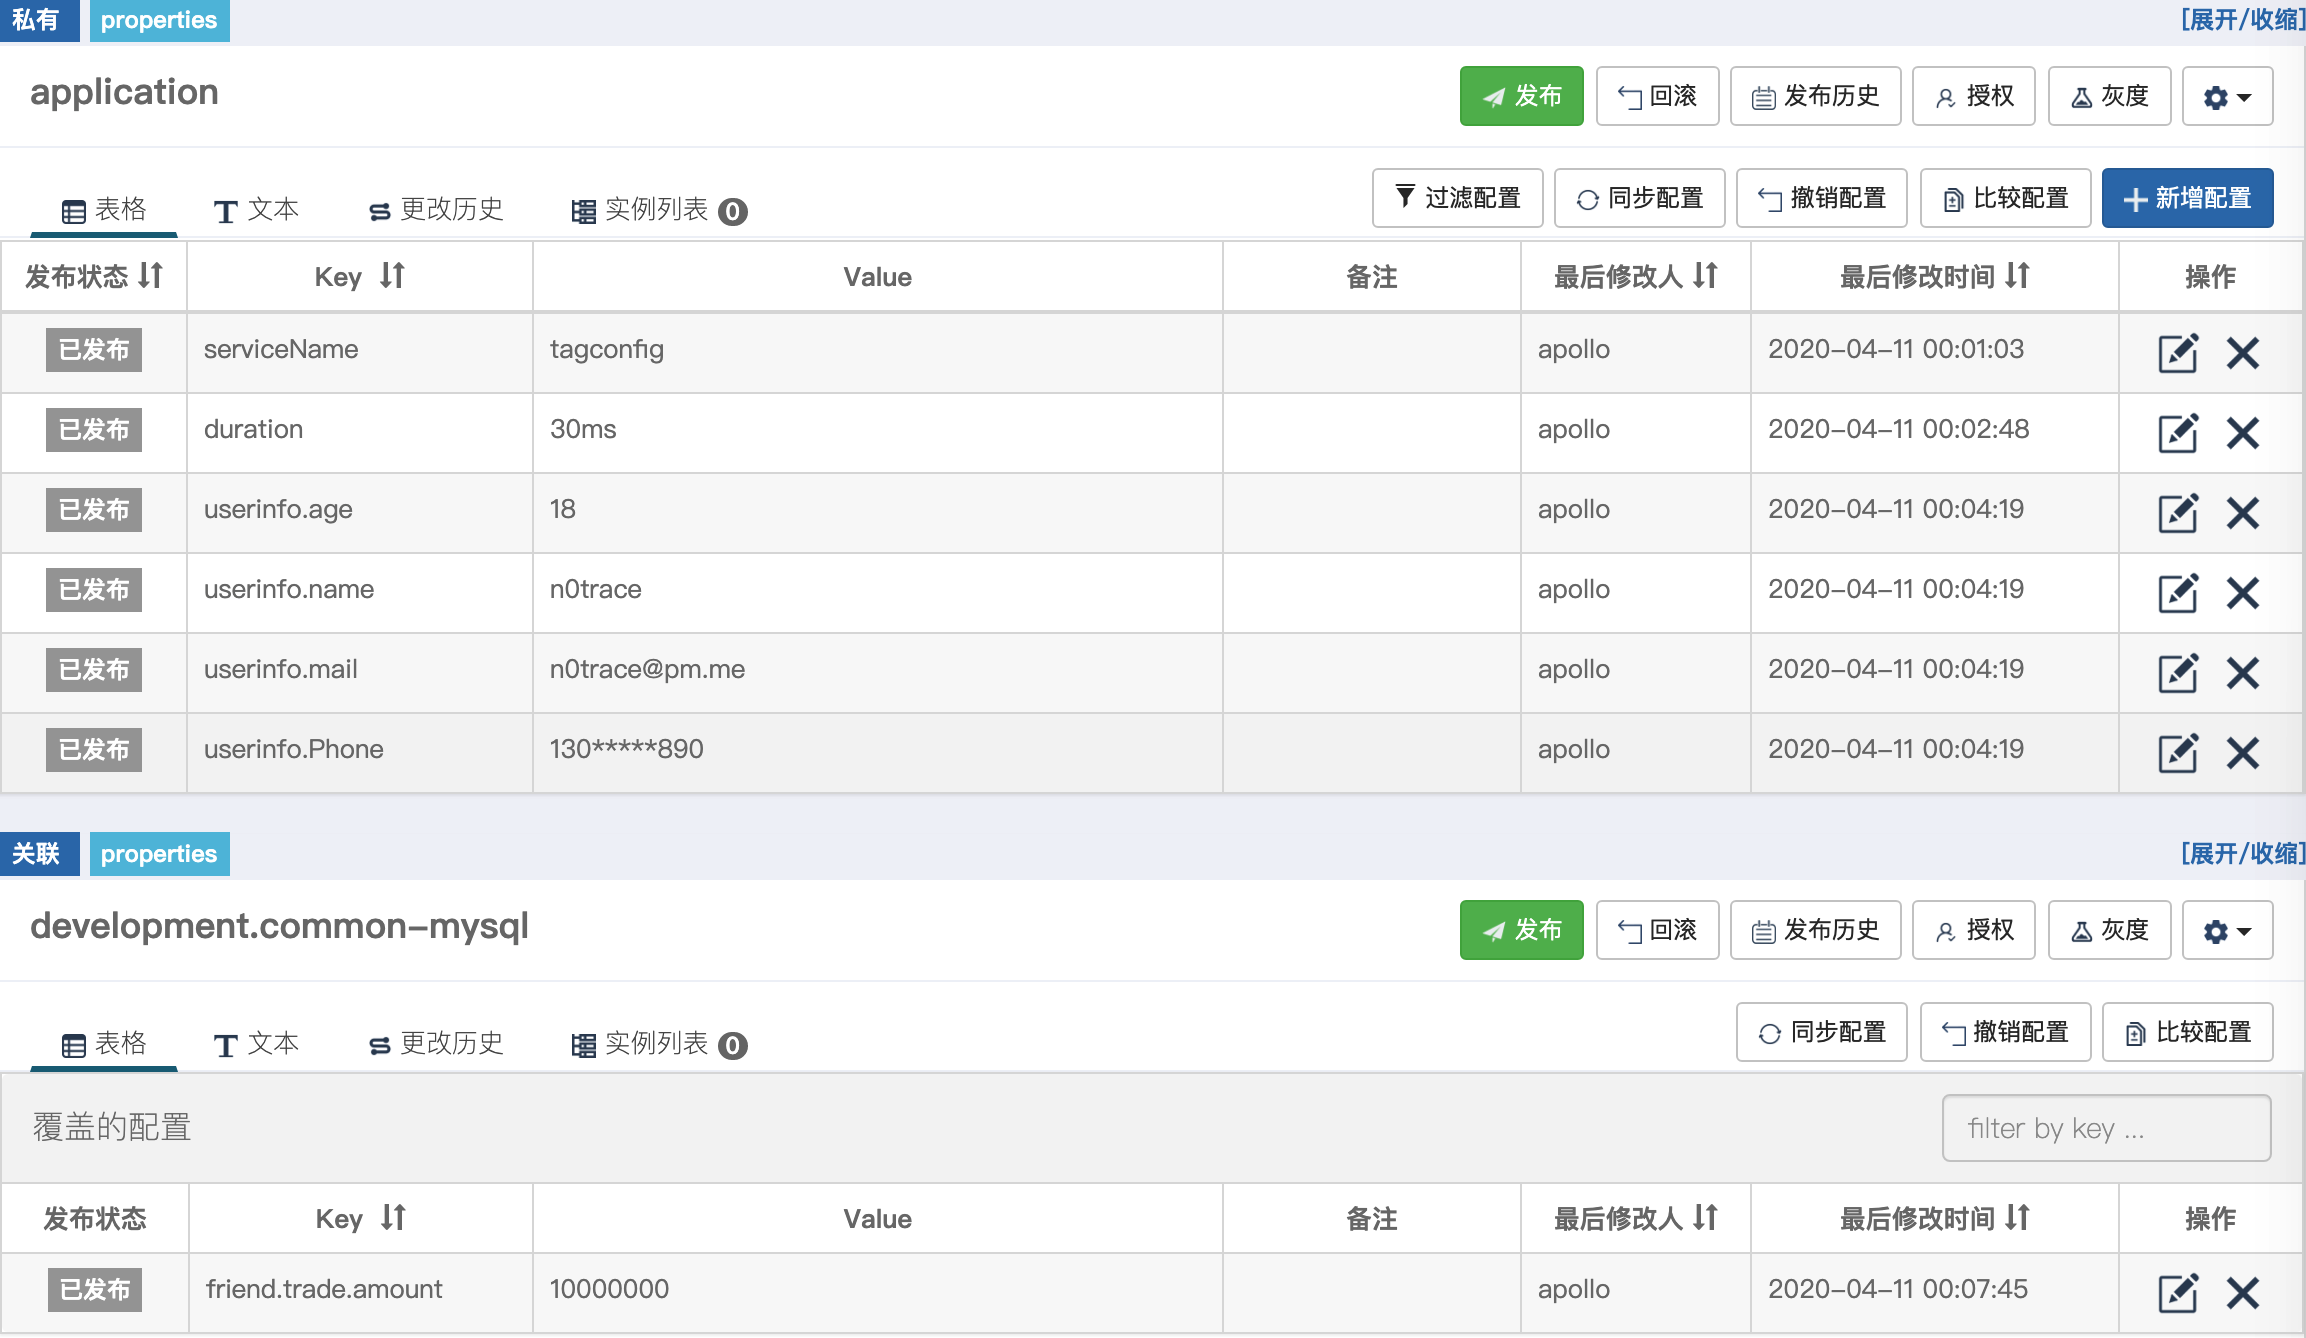 私有 properties [展开/收缩]
application 发布 回滚 发布历史 授权 灰度
表格 文本 更改历史 实例列表 0 过滤配置 同步配置 撤销配置 比较配置 新增配置
发布状态 Key Value 备注 最后修改人 最后修改时间 操作
已发布 serviceName tagconfig apollo 2020-04-11 00:01:03
已发布 duration 30ms apollo 2020-04-11 00:02:48
已发布 userinfo.age 18 apollo 2020-04-11 00:04:19
已发布 userinfo.name n0trace apollo 2020-04-11 00:04:19
已发布 userinfo.mail n0trace@pm.me apollo 2020-04-11 00:04:19
已发布 userinfo.Phone 130*****890 apollo 2020-04-11 00:04:19
关联 properties [展开/收缩]
development.common-mysql 发布 回滚 发布历史 授权 灰度
表格 文本 更改历史 实例列表 0 同步配置 撤销配置 比较配置
覆盖的配置 filter by key ...
发布状态 Key Value 备注 最后修改人 最后修改时间 操作
已发布 friend.trade.amount 10000000 apollo 2020-04-11 00:07:45